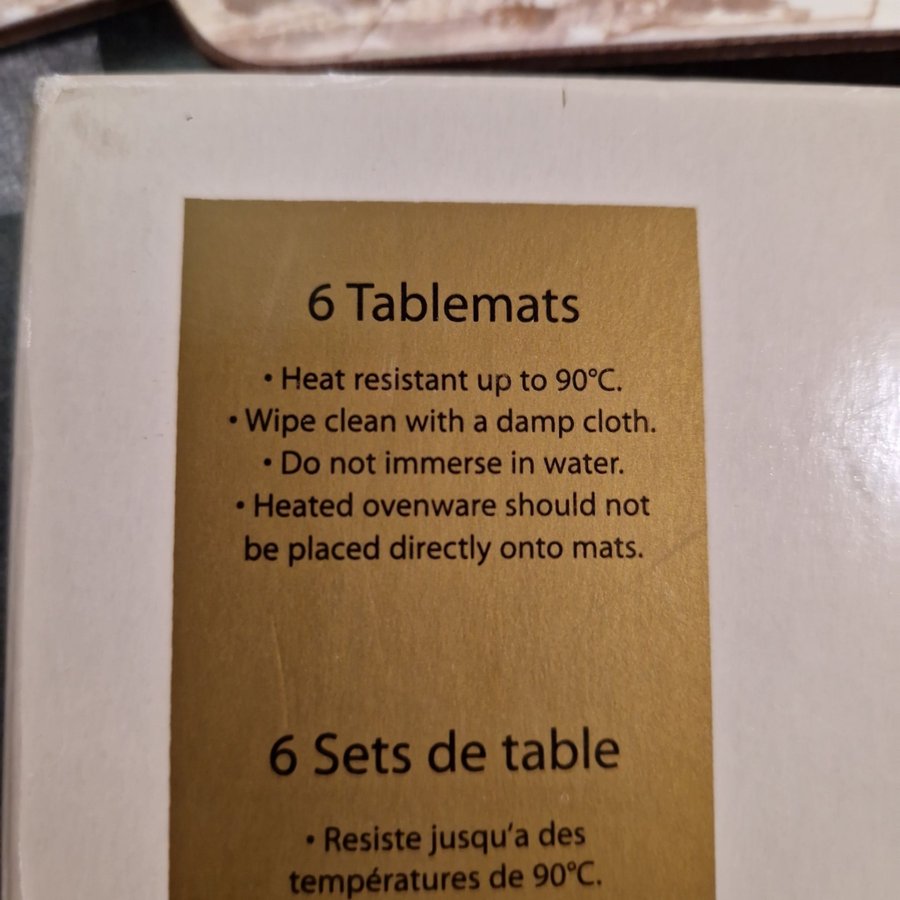 6 Tablemats
• Heat resistant up to 90°C.
• Wipe clean with a damp cloth.
• Do not immerse in water.
• Heated ovenware should not
be placed directly onto mats.
6 Sets de table
• Resiste jusqu‘a des
températures de 90°C.